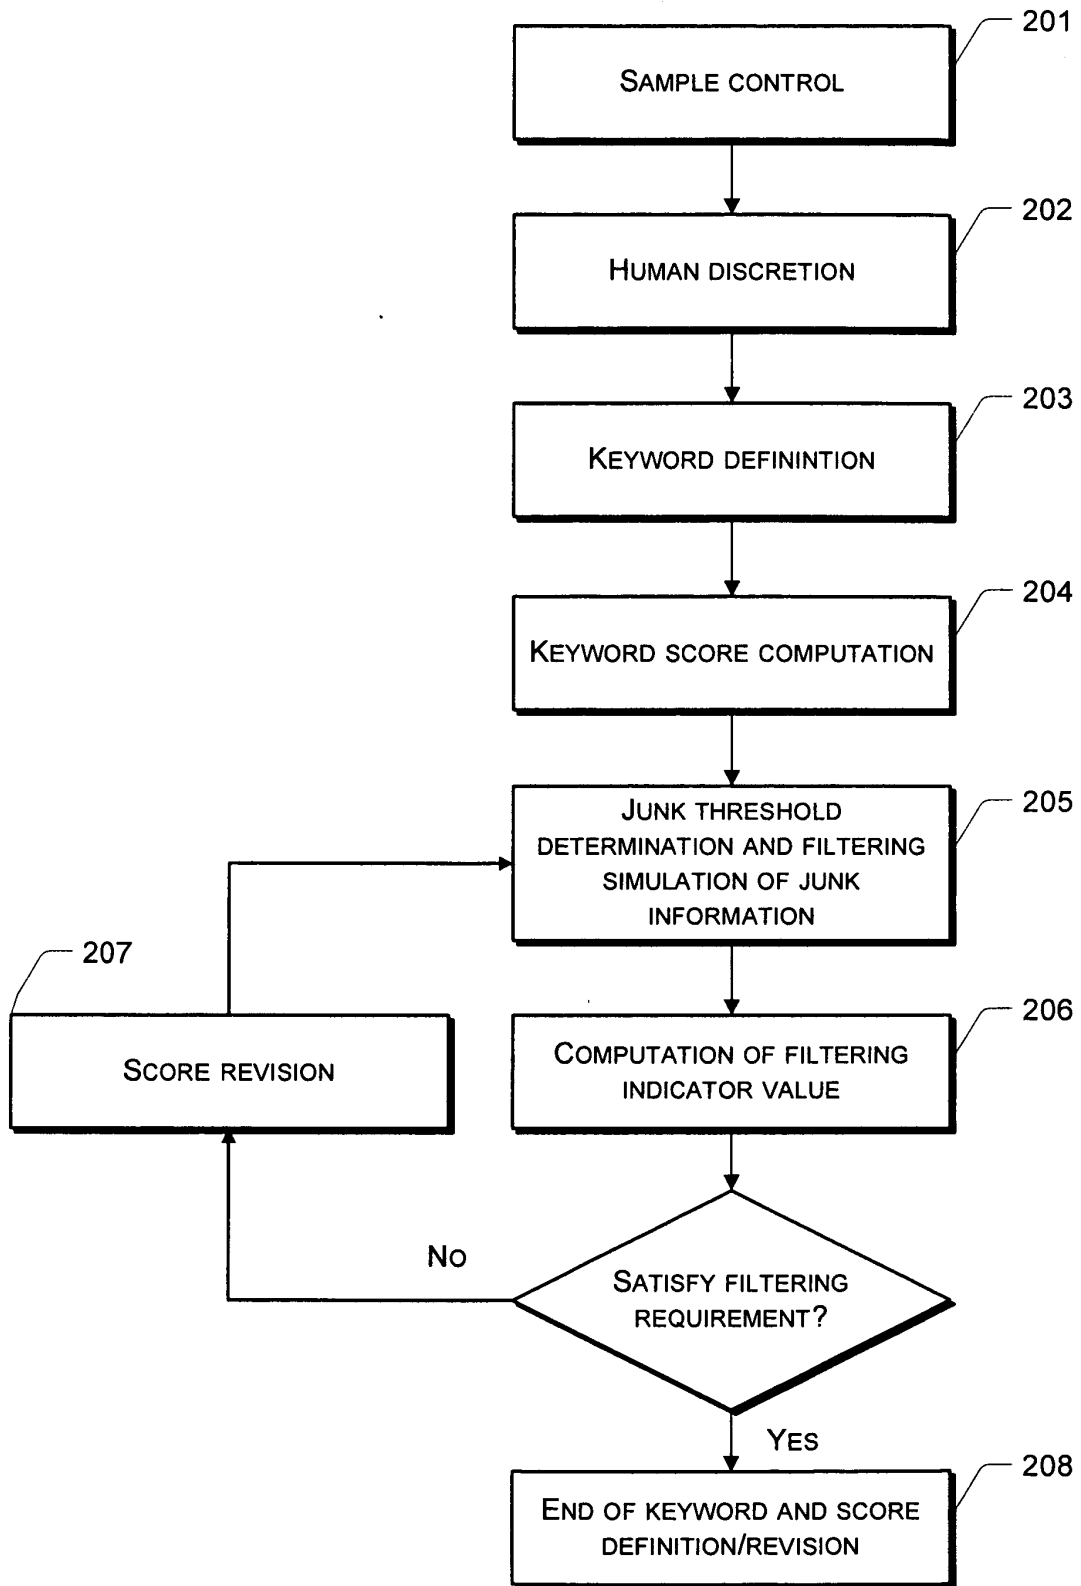 201
SAMPLE CONTROL
202
HUMAN DISCRETION
203
KEYWORD DEFININTION
204
KEYWORD SCORE COMPUTATION
205
JUNK THRESHOLD
DETERMINATION AND FILTERING
SIMULATION OF JUNK
INFORMATION
207
SCORE REVISION
206
COMPUTATION OF FILTERING
INDICATOR VALUE
NO
SATISFY FILTERING
REQUIREMENT?
YES
208
END OF KEYWORD AND SCORE
DEFINITION/REVISION